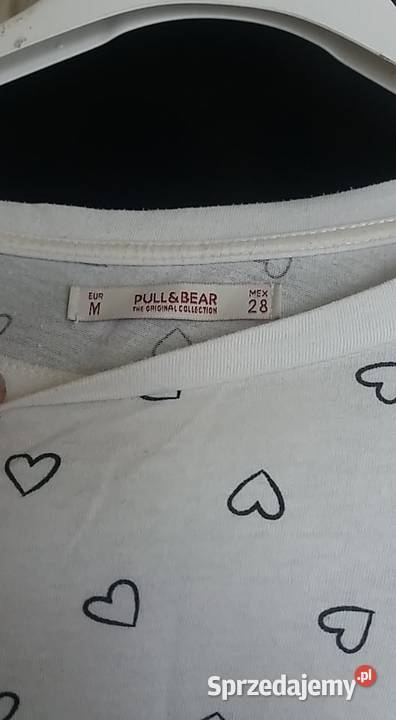 EUR
M
PULL&BEAR
THE ORIGINAL COLLECTION
MEX
28
Sprzedajemy.pl